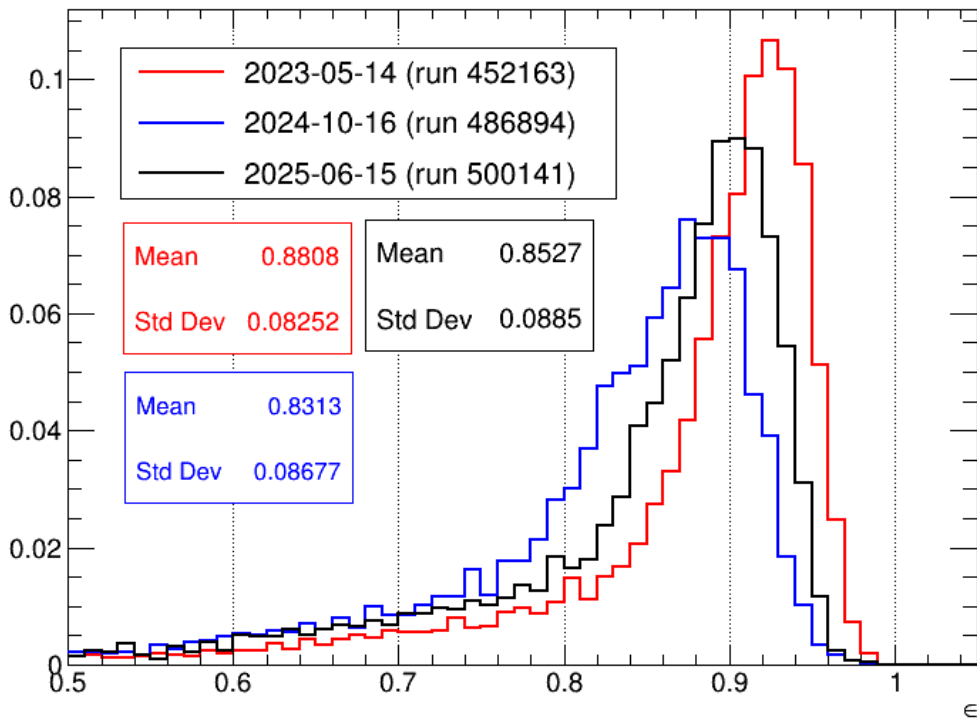 0.1
0.08
0.06
0.04
0.02
0
2023-05-14 (run 452163)
2024-10-16 (run 486894)
2025-06-15 (run 500141)
Mean 0.8808
Std Dev 0.08252
Mean 0.8527
Std Dev 0.0885
Mean 0.8313
Std Dev 0.08677
0.5 0.6 0.7 0.8 0.9 1
∈